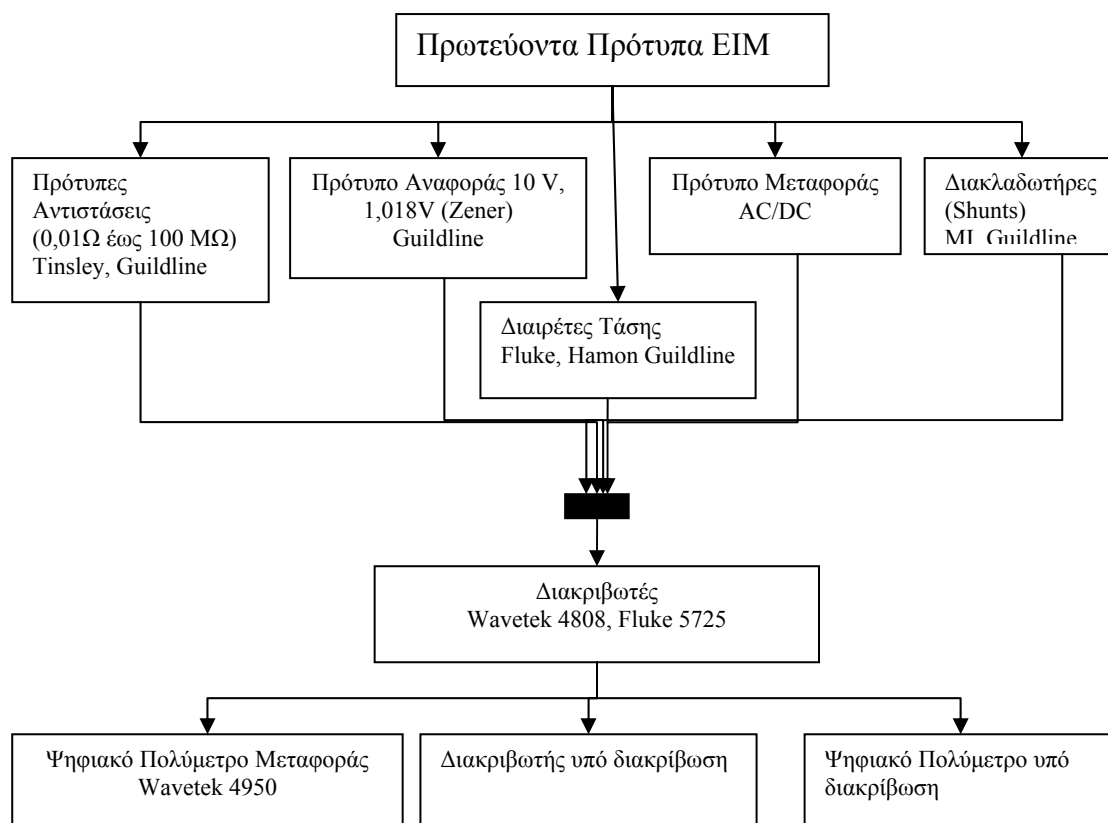 Πρωτεύοντα Πρότυπα ΕΙΜ
Πρότυπες
Αντιστάσεις
(0,01Ω έως 100 ΜΩ)
Tinsley, Guildline
Πρότυπο Αναφοράς 10 V,
1,018V (Zener)
Guildline
Πρότυπο Μεταφοράς
AC/DC
Διακλαδωτήρες
(Shunts)
MI, Guildline
Διαιρέτες Τάσης
Fluke, Hamon Guildline
Διακριβωτές
Wavetek 4808, Fluke 5725
Ψηφιακό Πολύμετρο Μεταφοράς
Wavetek 4950
Διακριβωτής υπό διακρίβωση
Ψηφιακό Πολύμετρο υπό
διακρίβωση